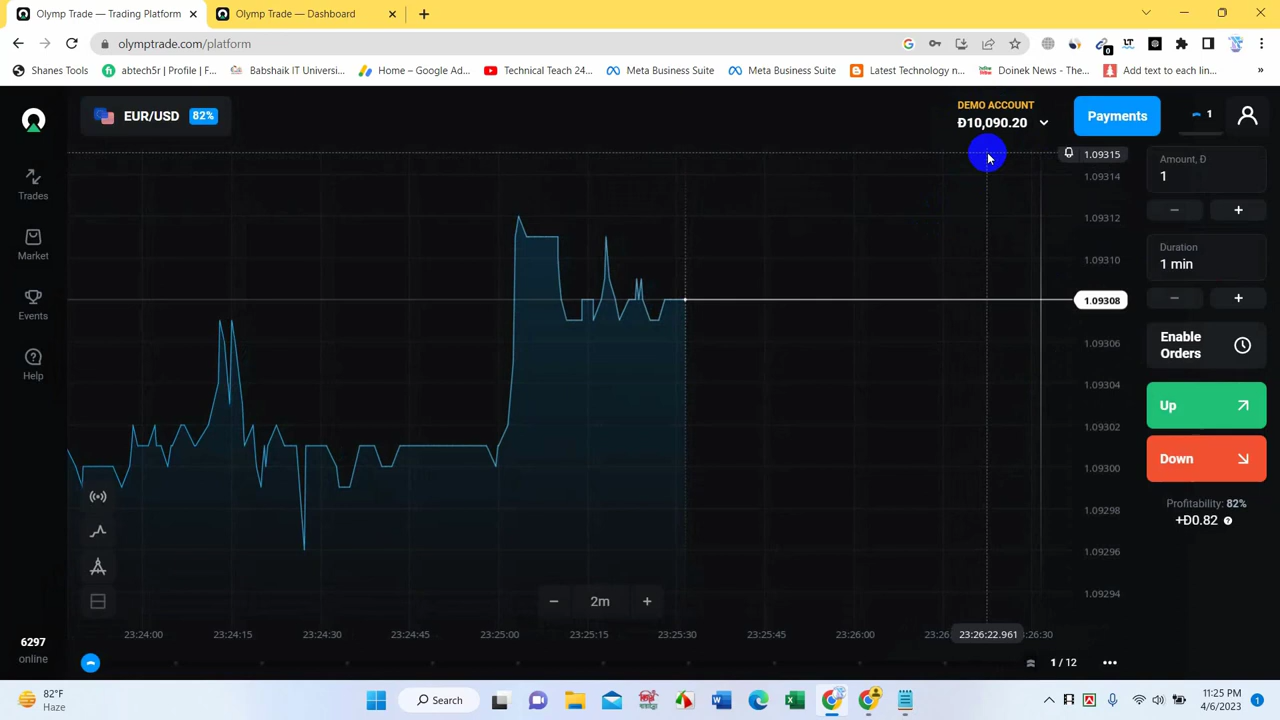 Olymp Trade – Trading Platform
Olymp Trade – Dashboard
olymptrade.com/platform
0
Shanes Tools
abtech5r | Profile | F...
Babshah IT Universi...
Home – Google Ad...
Technical Teach 24...
Meta Business Suite
Meta Business Suite
Latest Technology n...
Doinek News - The...
Add text to each lin...
»
EUR/USD 82%
DEMO ACCOUNT
Đ10,090.20
Payments
1
Trades
Market
Events
Help
6297
online
1.09315
1.09314
1.09312
1.09310
1.09308
1.09306
1.09304
1.09302
1.09300
1.09298
1.09296
1.09294
Amount, Đ
1
− +
Duration
1 min
− +
Enable
Orders
Up
Down
Profitability: 82%
+Đ0.82
− 2m +
23:24:00 23:24:15 23:24:30 23:24:45 23:25:00 23:25:15 23:25:30 23:25:45 23:26:00 23:26: 23:26:22.961 :26:30
1 / 12
82°F
Haze
Search
11:25 PM
4/6/2023
1